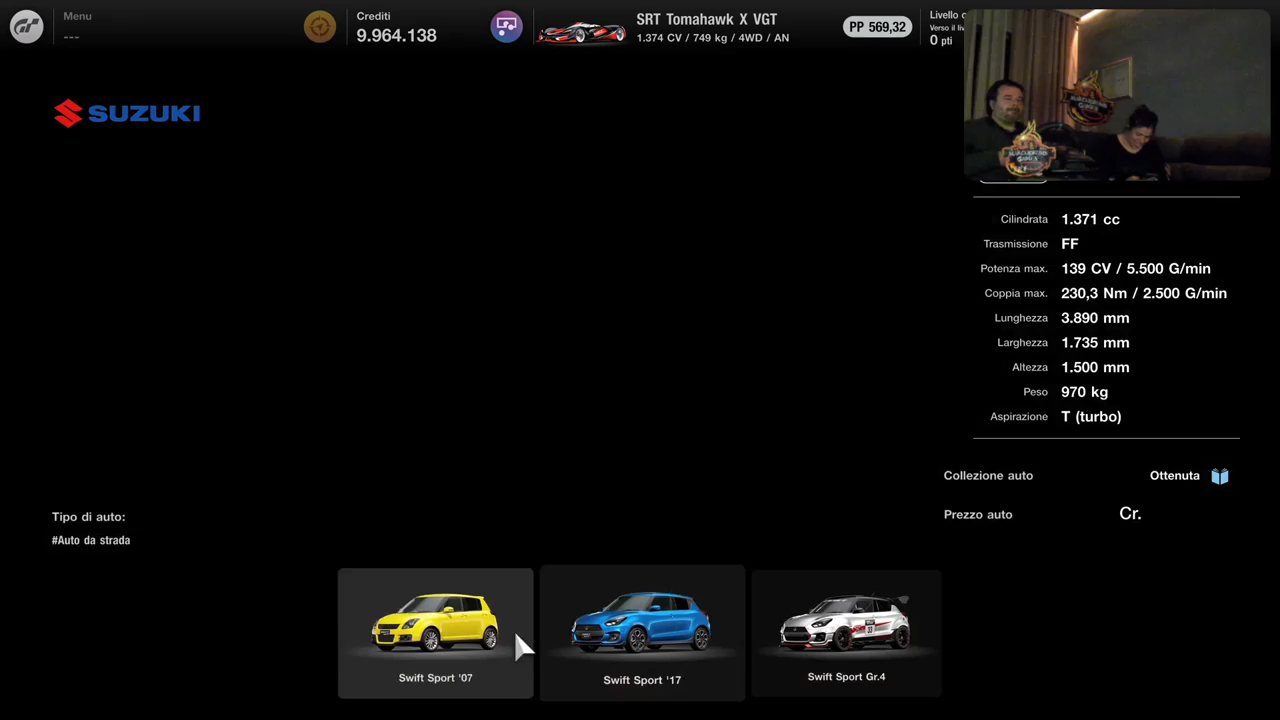 Menu
---
Crediti
9.964.138
SRT Tomahawk X VGT
1.374 CV / 749 kg / 4WD / AN
PP 569,32
Livello
Verso il
0 pti
SUZUKI
Cilindrata 1.371 cc
Trasmissione FF
Potenza max. 139 CV / 5.500 G/min
Coppia max. 230,3 Nm / 2.500 G/min
Lunghezza 3.890 mm
Larghezza 1.735 mm
Altezza 1.500 mm
Peso 970 kg
Aspirazione T (turbo)
Collezione auto Ottenuta
Prezzo auto Cr.
Tipo di auto:
#Auto da strada
Swift Sport '07
Swift Sport '17
Swift Sport Gr.4